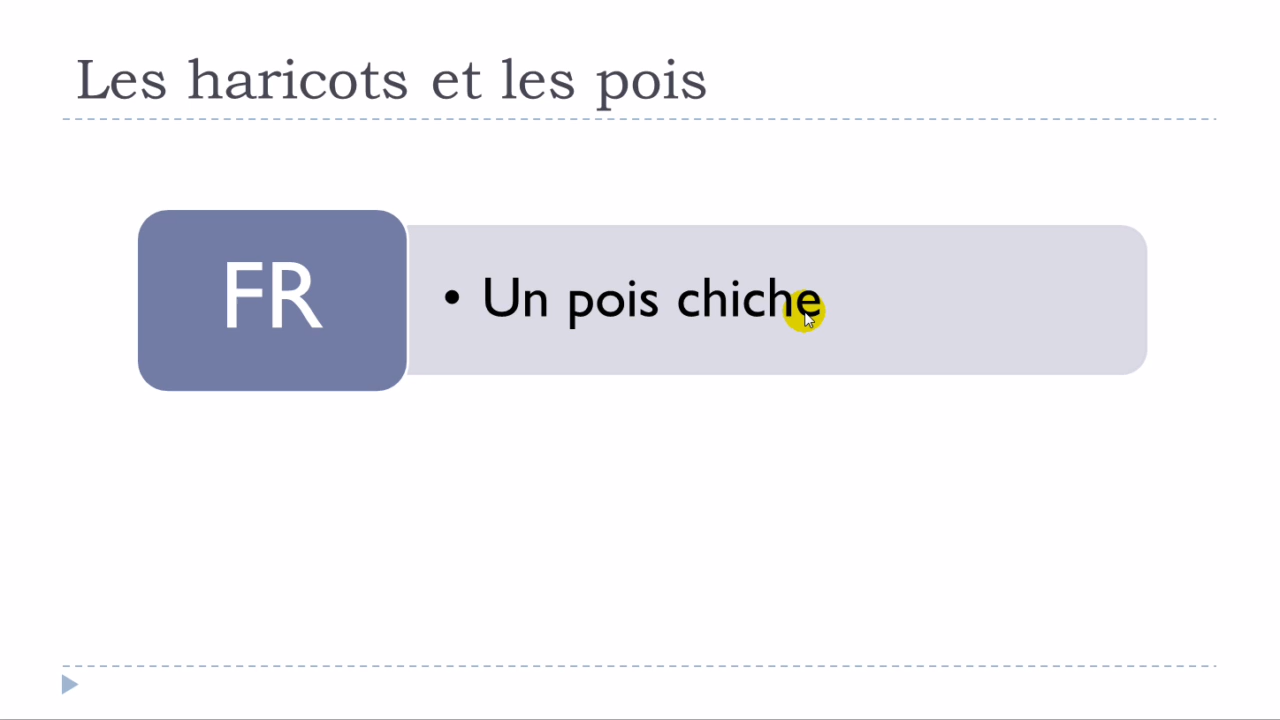 Les haricots et les pois
FR
• Un pois chiche